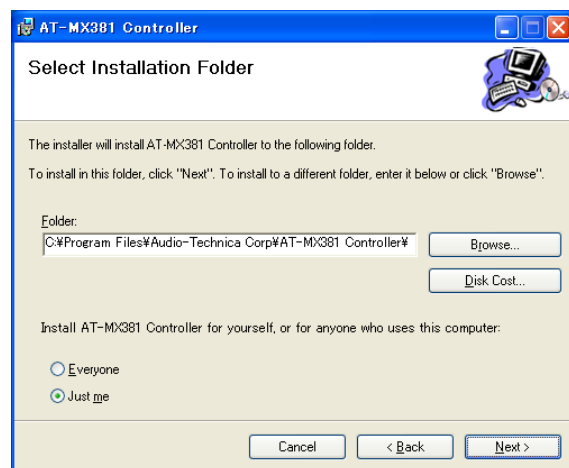 AT-MX381 Controller
Select Installation Folder
The installer will install AT-MX381 Controller to the following folder.
To install in this folder, click "Next". To install to a different folder, enter it below or click "Browse".
Folder:
C:¥Program Files¥Audio-Technica Corp¥AT-MX381 Controller¥
Browse...
Disk Cost...
Install AT-MX381 Controller for yourself, or for anyone who uses this computer:
Everyone
Just me
Cancel
< Back
Next >